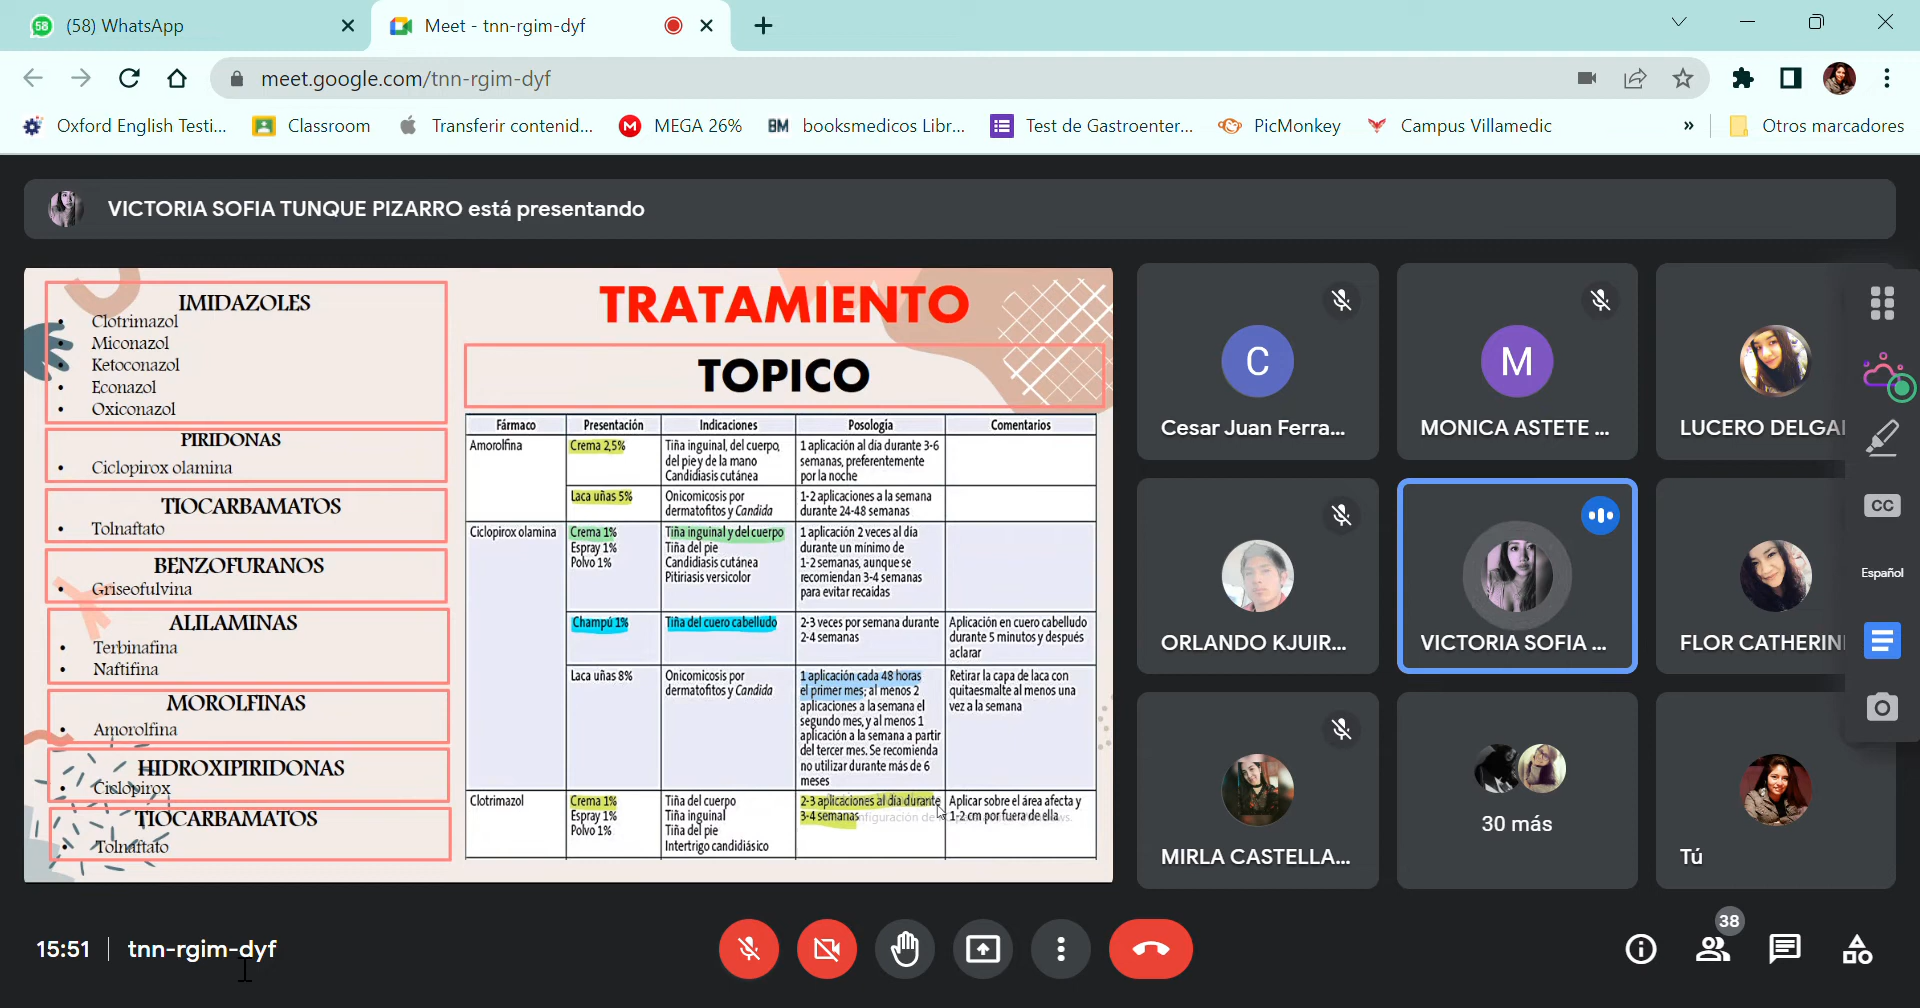 58
(58) WhatsApp
Meet - tnn-rgim-dyf
meet.google.com/tnn-rgim-dyf
Oxford English Testi...
Classroom
Transferir contenid...
MEGA 26%
BM
booksmedicos Libr...
Test de Gastroenter...
PicMonkey
Campus Villamedic
»
Otros marcadores
VICTORIA SOFIA TUNQUE PIZARRO está presentando
IMIDAZOLES
• Clotrimazol
• Miconazol
• Ketoconazol
• Econazol
• Oxiconazol
PIRIDONAS
• Ciclopirox olamina
TIOCARBAMATOS
• Tolnaftato
BENZOFURANOS
• Griseofulvina
ALILAMINAS
• Terbinafina
• Naftifina
MOROLFINAS
• Amorolfina
HIDROXIPIRIDONAS
• Ciclopirox
TIOCARBAMATOS
• Tolnaftato
TRATAMIENTO
TOPICO
Fármaco Presentación Indicaciones Posología Comentarios
Amorolfina
Crema 2,5%
Tiña inguinal, del cuerpo,
del pie y de la mano
Candidiasis cutánea
1 aplicación al día durante 3-6
semanas, preferentemente
por la noche
Laca uñas 5%
Onicomicosis por
dermatofitos y Candida
1-2 aplicaciones a la semana
durante 24-48 semanas
Ciclopirox olamina
Crema 1%
Espray 1%
Polvo 1%
Tiña inguinal y del cuerpo
Tiña del pie
Candidiasis cutánea
Pitiriasis versicolor
1 aplicación 2 veces al día
durante un mínimo de
1-2 semanas, aunque se
recomiendan 3-4 semanas
para evitar recaídas
Champú 1%
Tiña del cuero cabelludo
2-3 veces por semana durante
2-4 semanas
Aplicación en cuero cabelludo
durante 5 minutos y después
aclarar
Laca uñas 8%
Onicomicosis por
dermatofitos y Candida
1 aplicación cada 48 horas
el primer mes; al menos 2
aplicaciones a la semana el
segundo mes, y al menos 1
aplicación a la semana a partir
del tercer mes. Se recomienda
no utilizar durante más de 6
meses
Retirar la capa de laca con
quitaesmalte al menos una
vez a la semana
Clotrimazol
Crema 1%
Espray 1%
Polvo 1%
Tiña del cuerpo
Tiña inguinal
Tiña del pie
Intertrigo candidiásico
2-3 aplicaciones al día durante
3-4 semanas
Aplicar sobre el área afecta y
1-2 cm por fuera de ella
C
Cesar Juan Ferra...
M
MONICA ASTETE ...
LUCERO DELGA
ORLANDO KJUIR...
VICTORIA SOFIA ...
FLOR CATHERIN
MIRLA CASTELLA...
30 más
Tú
CC
Español
15:51
tnn-rgim-dyf
38